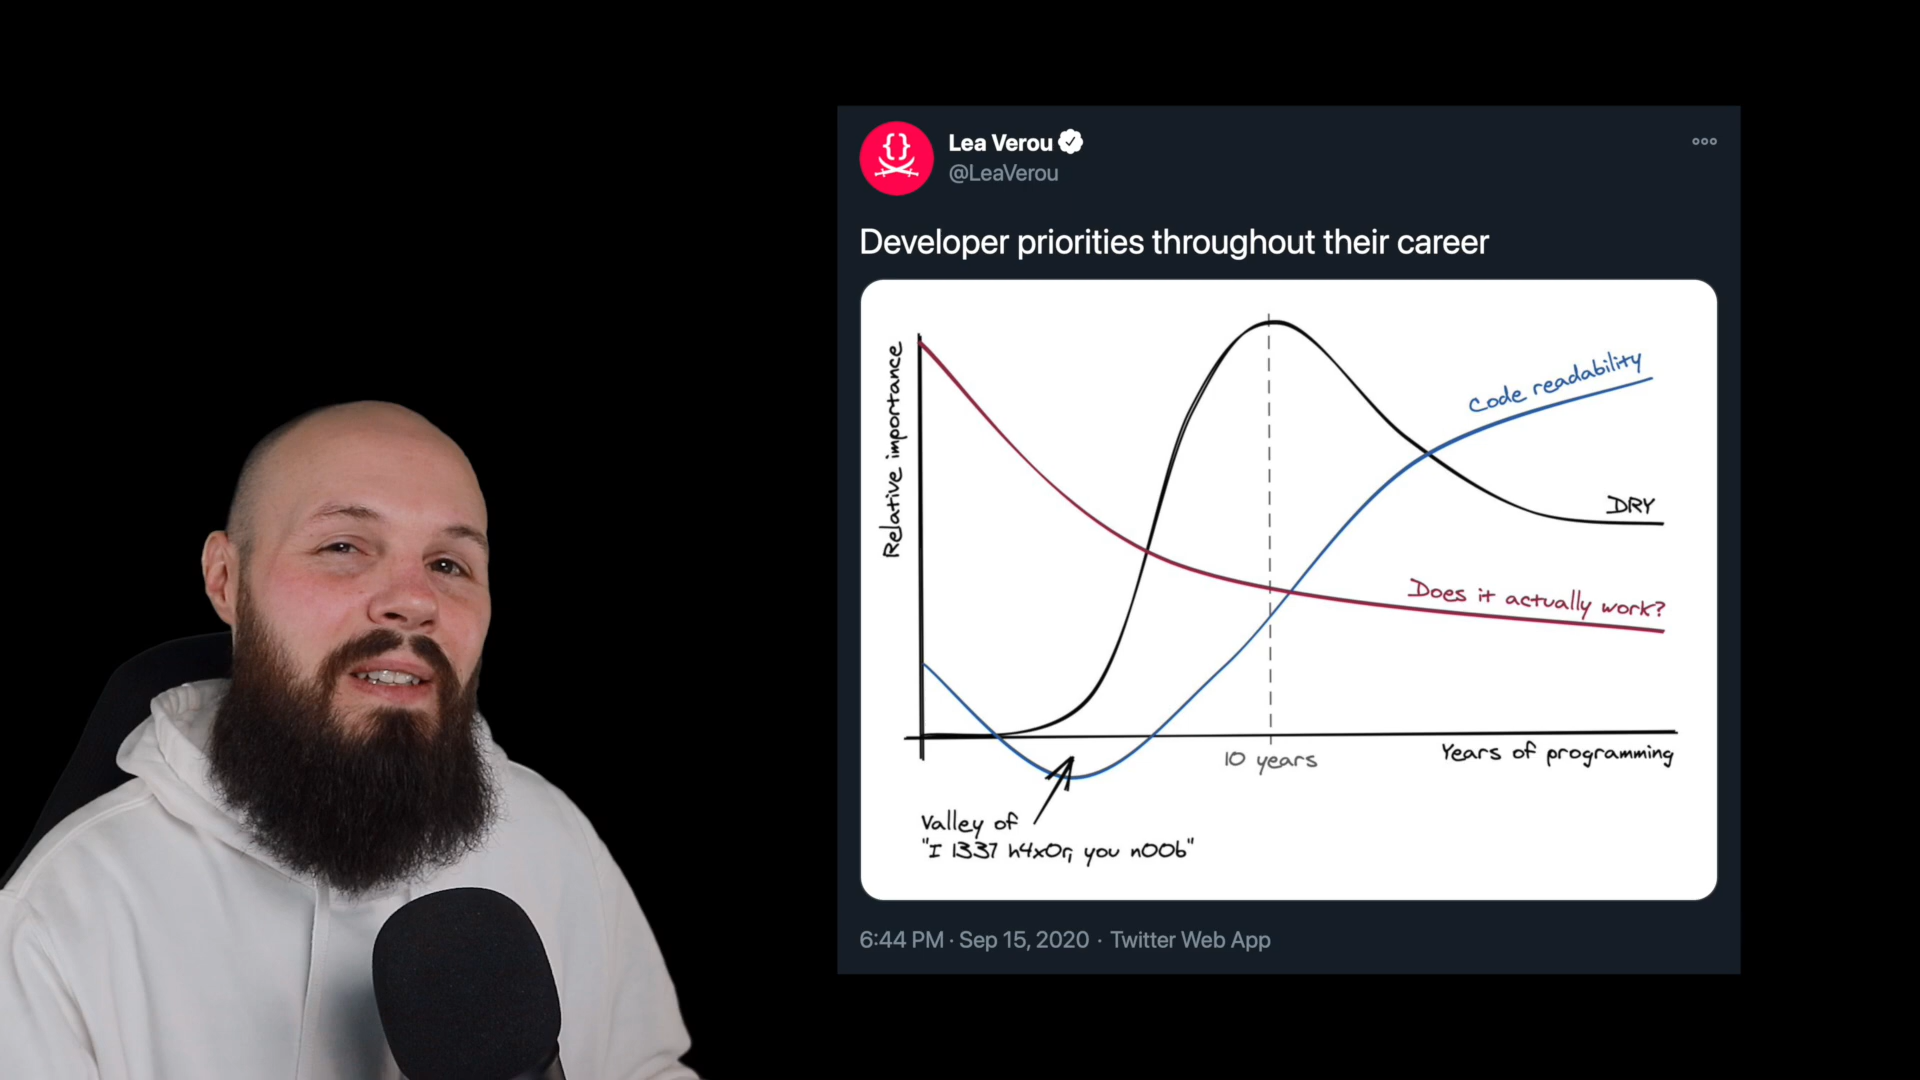 {}
Lea Verou
@LeaVerou
Developer priorities throughout their career
Relative importance
Code readability
DRY
Does it actually work?
10 years
Years of programming
Valley of
"I 1337 h4x0r, you n00b"
6:44 PM · Sep 15, 2020 · Twitter Web App